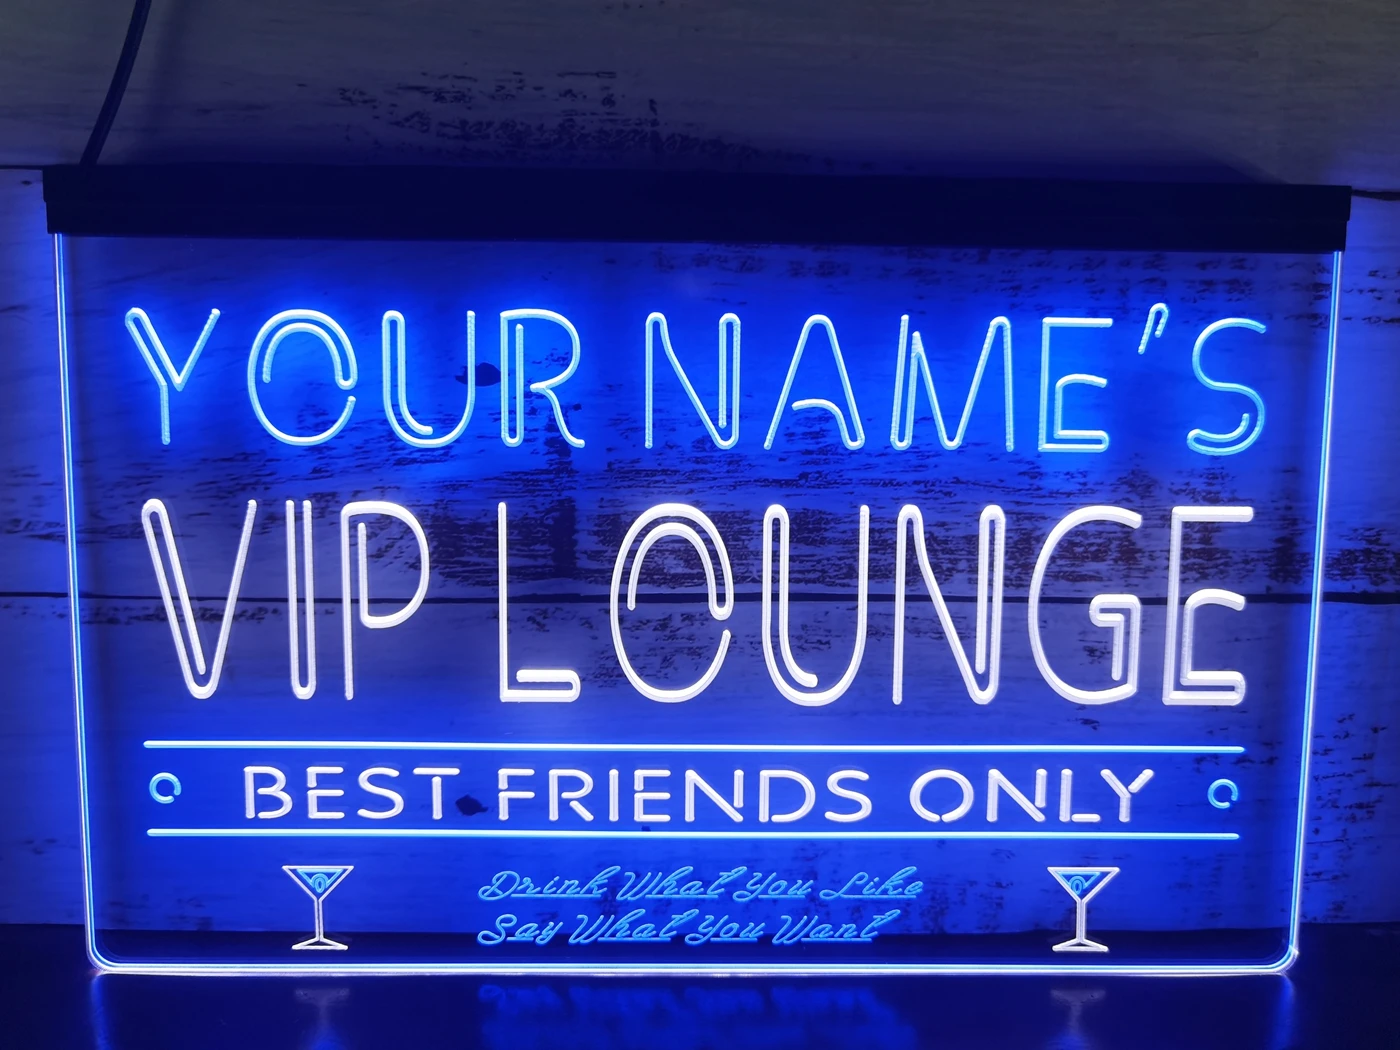 YOUR NAME'S
VIP LOUNGE
BEST FRIENDS ONLY
Drink What You Like
Say What You Want